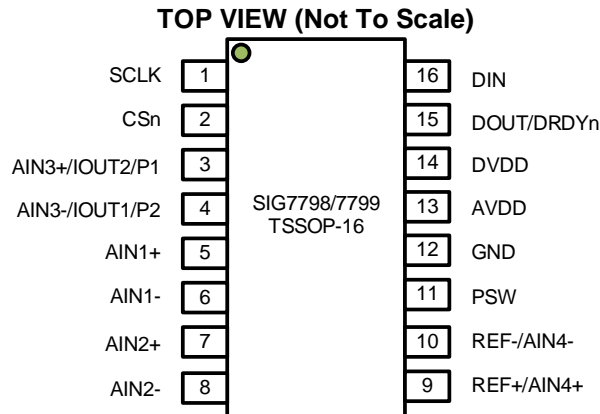 TOP VIEW (Not To Scale)
SCLK 1
CSn 2
AIN3+/IOUT2/P1 3
AIN3-/IOUT1/P2 4
AIN1+ 5
AIN1- 6
AIN2+ 7
AIN2- 8
SIG7798/7799
TSSOP-16
16 DIN
15 DOUT/DRDYn
14 DVDD
13 AVDD
12 GND
11 PSW
10 REF-/AIN4-
9 REF+/AIN4+